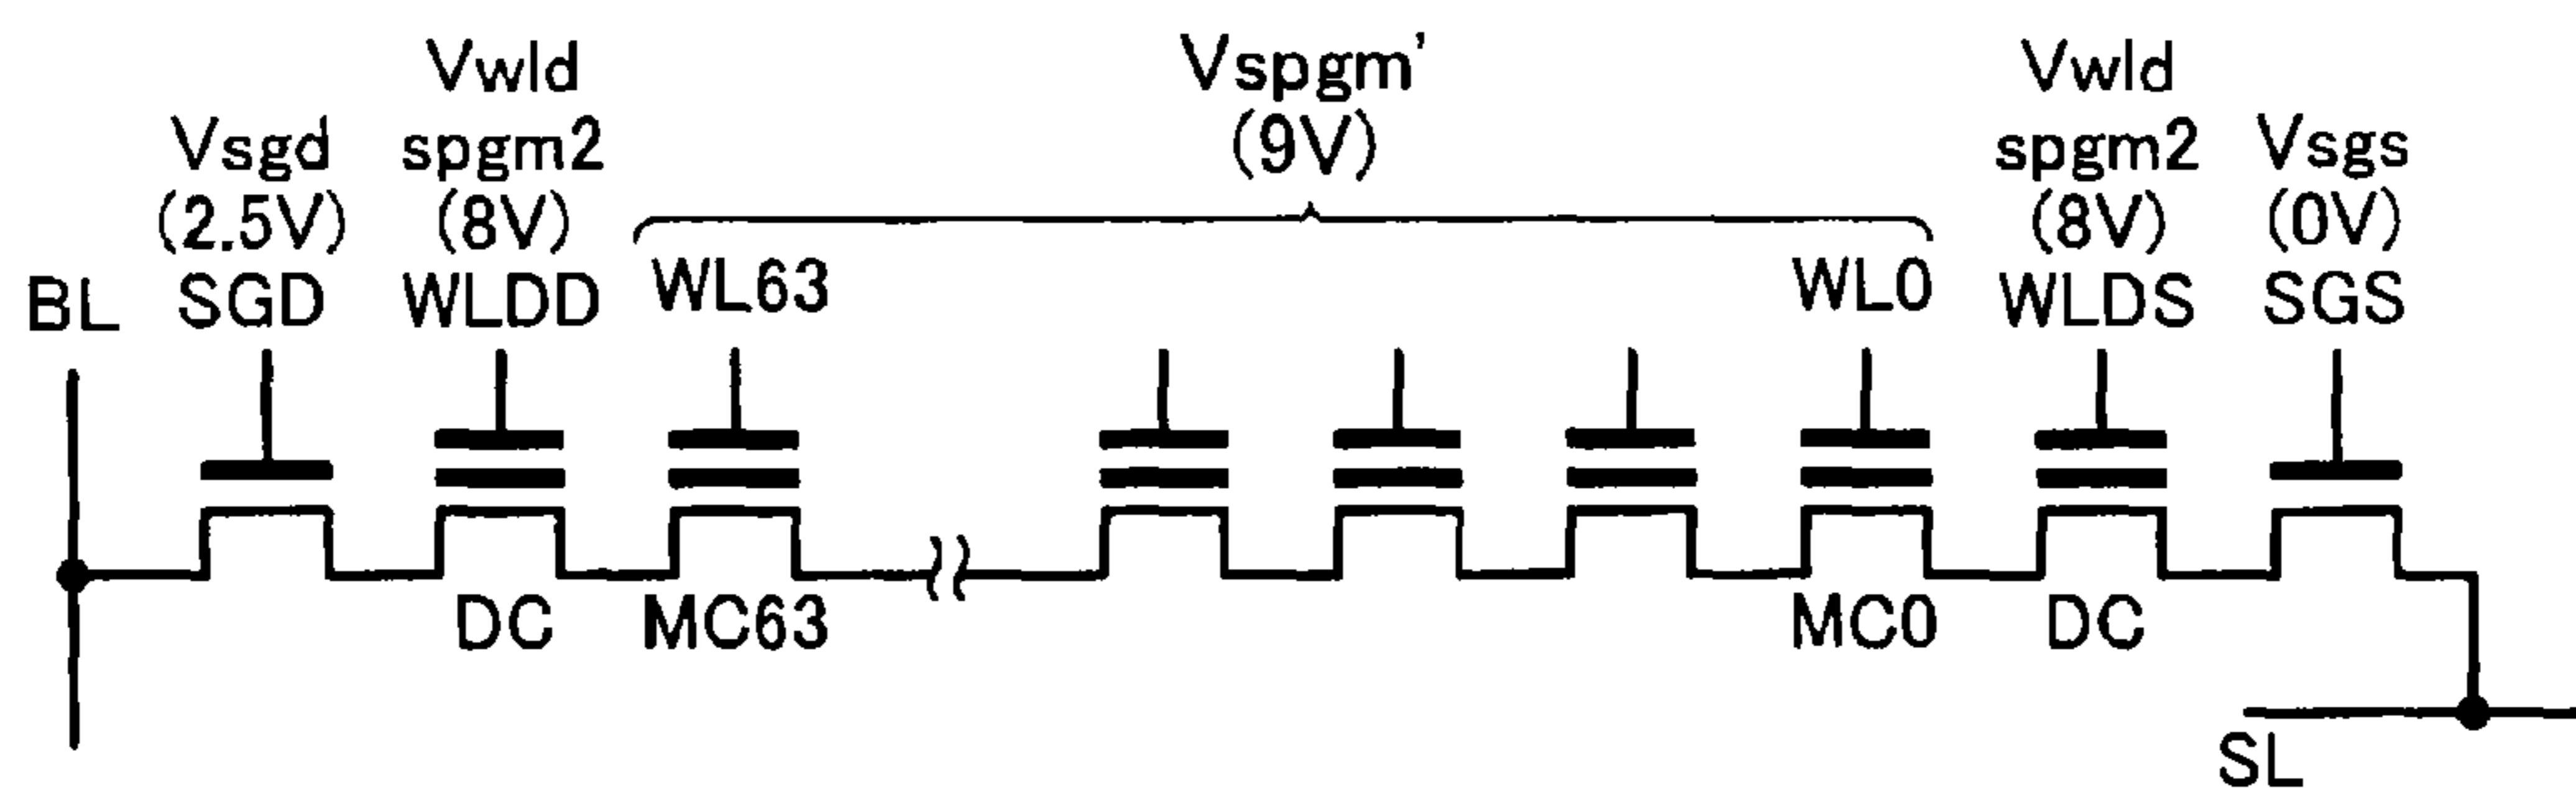 Vwld
Vspgm'
Vwld
Vsgd
spgm2
(9V)
spgm2
Vsgs
(2.5V)
(8V)
(8V)
(0V)
BL
SGD
WLDD
WL63
WL0
WLDS
SGS
DC
MC63
MC0
DC
SL